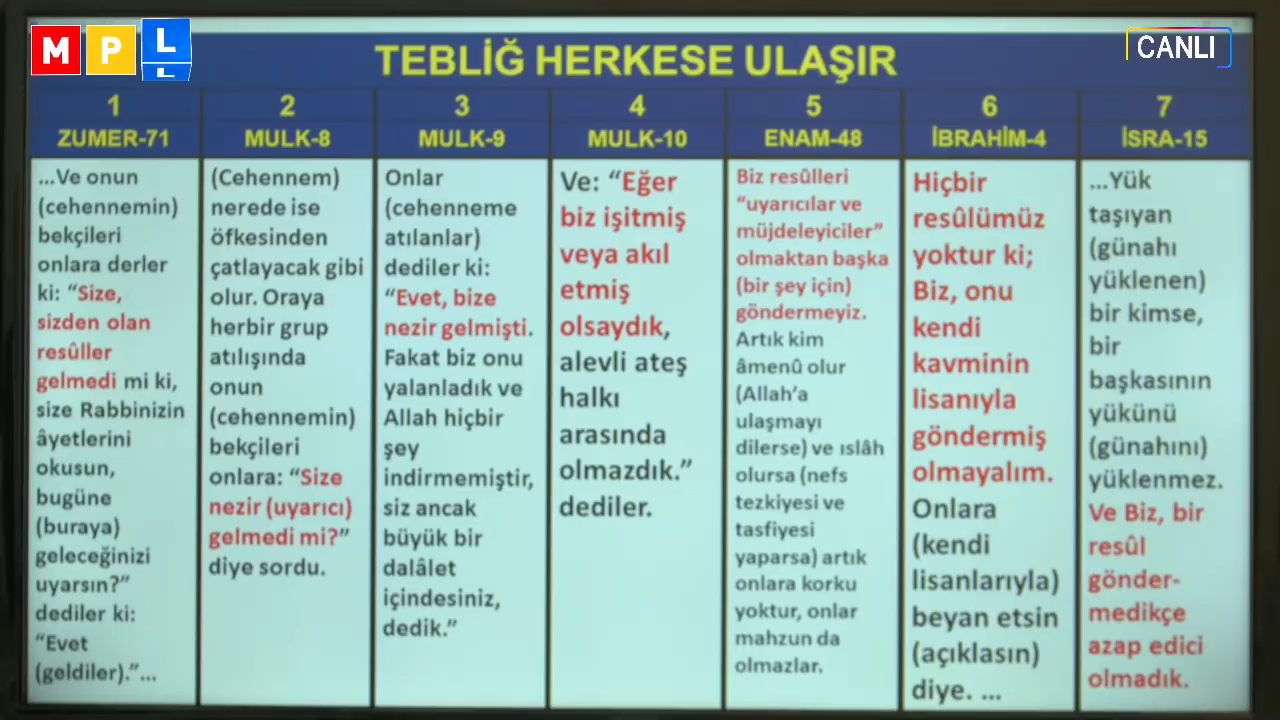 MPL
L
CANLI
TEBLİĞ HERKESE ULAŞIR
1
ZUMER-71
...Ve onun
(cehennemin)
bekçileri
onlara derler
ki: “Size,
sizden olan
resûller
gelmedi mi ki,
size Rabbinizin
âyetlerini
okusun,
bugüne
(buraya)
geleceğinizi
uyarsın?”
dediler ki:
“Evet
(geldiler).”...
2
MULK-8
(Cehennem)
nerede ise
öfkesinden
çatlayacak gibi
olur. Oraya
herbir grup
atılışında
onun
(cehennemin)
bekçileri
onlara: “Size
nezir (uyarıcı)
gelmedi mi?”
diye sordu.
3
MULK-9
Onlar
(cehenneme
atılanlar)
dediler ki:
“Evet, bize
nezir gelmişti.
Fakat biz onu
yalanladık ve
Allah hiçbir
şey
indirmemiştir,
siz ancak
büyük bir
dalâlet
içindesiniz,
dedik.”
4
MULK-10
Ve: “Eğer
biz işitmiş
veya akıl
etmiş
olsaydık,
alevli ateş
halkı
arasında
olmazdık.”
dediler.
5
ENAM-48
Biz resûlleri
“uyarıcılar ve
müjdeleyiciler”
olmaktan başka
(bir şey için)
göndermeyiz.
Artık kim
âmenû olur
(Allah’a
ulaşmayı
dilerse) ve ıslâh
olursa (nefs
tezkiyesi ve
tasfiyesi
yaparsa) artık
onlara korku
yoktur, onlar
mahzun da
olmazlar.
6
İBRAHİM-4
Hiçbir
resûlümüz
yoktur ki;
Biz, onu
kendi
kavminin
lisanıyla
göndermiş
olmayalım.
Onlara
(kendi
lisanlarıyla)
beyan etsin
(açıklasın)
diye. ...
7
İSRA-15
...Yük
taşıyan
(günahı
yüklenen)
bir kimse,
bir
başkasının
yükünü
(günahını)
yüklenmez.
Ve Biz, bir
resûl
gönder-
medikçe
azap edici
olmadık.